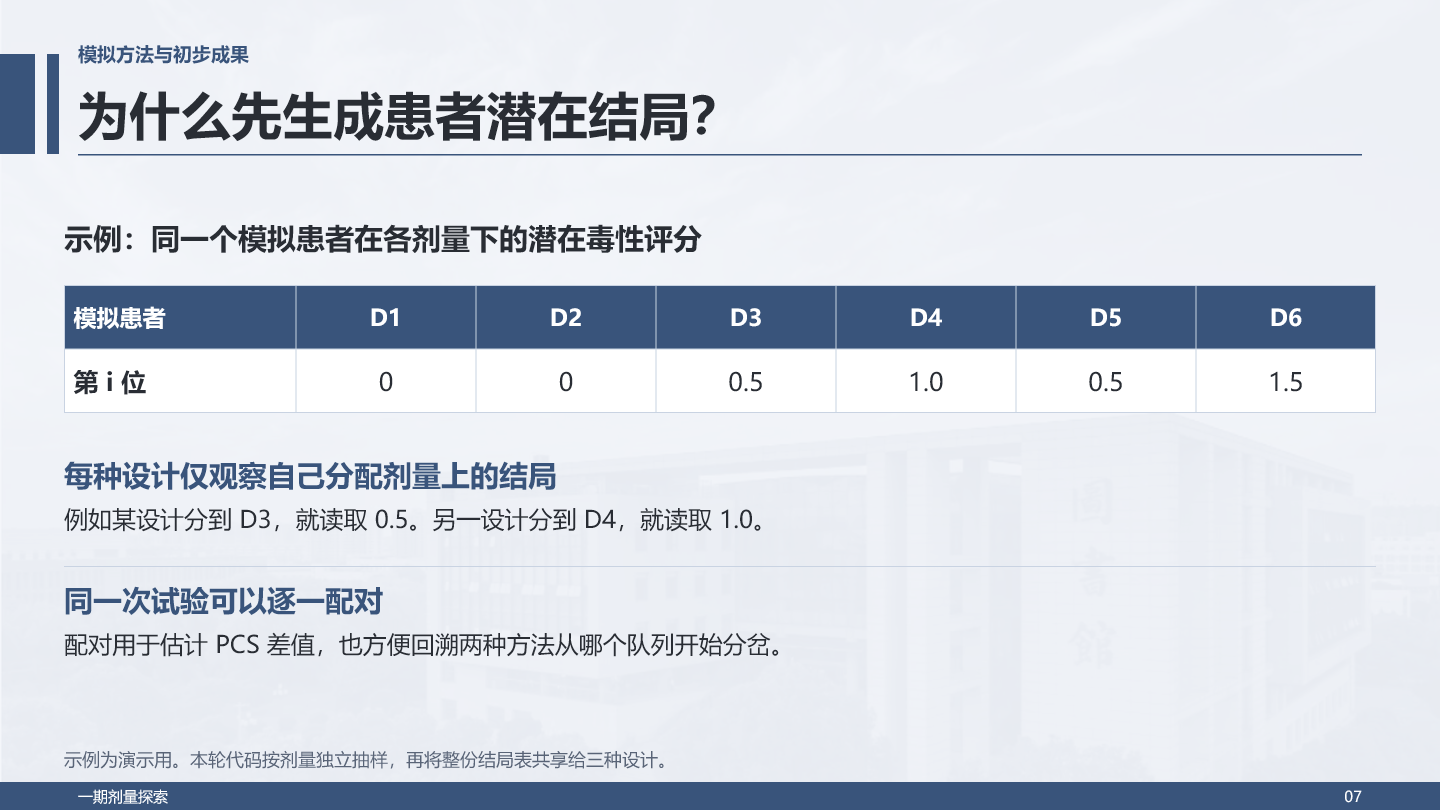 模拟方法与初步成果
为什么先生成患者潜在结局？
示例：同一个模拟患者在各剂量下的潜在毒性评分
模拟患者 D1 D2 D3 D4 D5 D6
第 i 位 0 0 0.5 1.0 0.5 1.5
每种设计仅观察自己分配剂量上的结局
例如某设计分到 D3，就读取 0.5。另一设计分到 D4，就读取 1.0。
圖
書
館
同一次试验可以逐一配对
配对用于估计 PCS 差值，也方便回溯两种方法从哪个队列开始分岔。
示例为演示用。本轮代码按剂量独立抽样，再将整份结局表共享给三种设计。
一期剂量探索 07